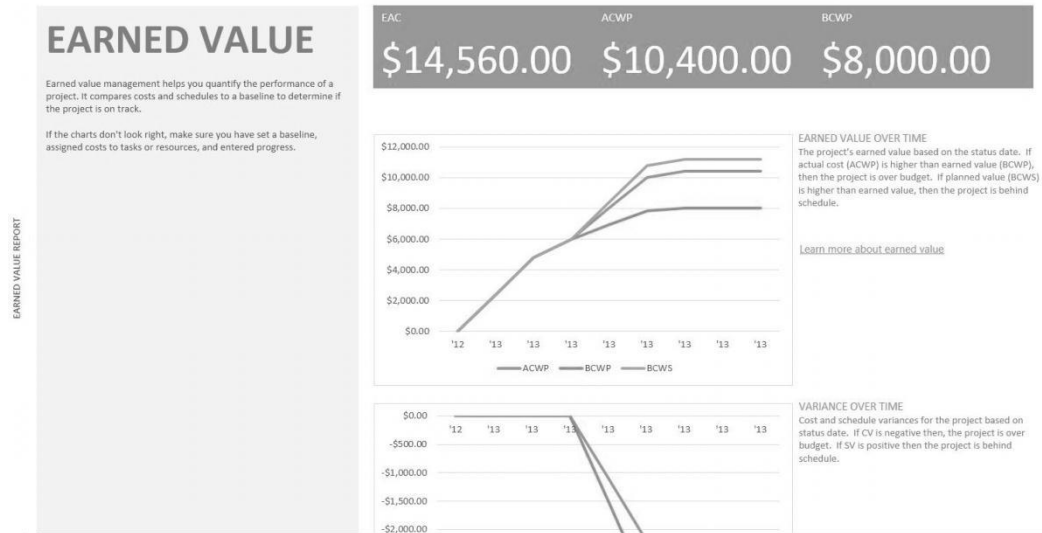 EARNED VALUE REPORT
EARNED VALUE
Earned value management helps you quantify the performance of a
project. It compares costs and schedules to a baseline to determine if
the project is on track.
If the charts don't look right, make sure you have set a baseline,
assigned costs to tasks or resources, and entered progress.
EAC ACWP BCWP
$14,560.00 $10,400.00 $8,000.00
$12,000.00
$10,000.00
$8,000.00
$6,000.00
$4,000.00
$2,000.00
$0.00
'12 '13 '13 '13 '13 '13 '13 '13 '13
ACWP BCWP BCWS
EARNED VALUE OVER TIME
The project's earned value based on the status date. If
actual cost (ACWP) is higher than earned value (BCWP),
then the project is over budget. If planned value (BCWS)
is higher than earned value, then the project is behind
schedule.
Learn more about earned value
$0.00
'12 '13 '13 '13 '13 '13 '13 '13 '13
-$500.00
-$1,000.00
-$1,500.00
-$2,000.00
VARIANCE OVER TIME
Cost and schedule variances for the project based on
status date. If CV is negative then, the project is over
budget. If SV is positive then the project is behind
schedule.